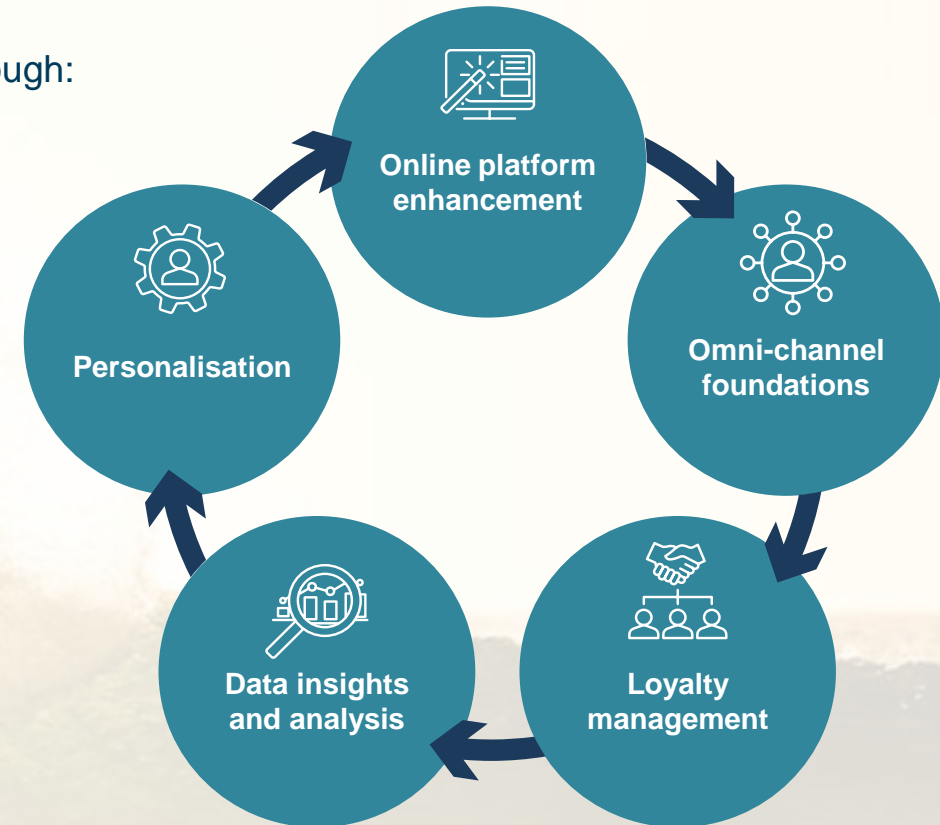 ough:
Online platform
enhancement
Omni-channel
foundations
Loyalty
management
Data insights
and analysis
Personalisation